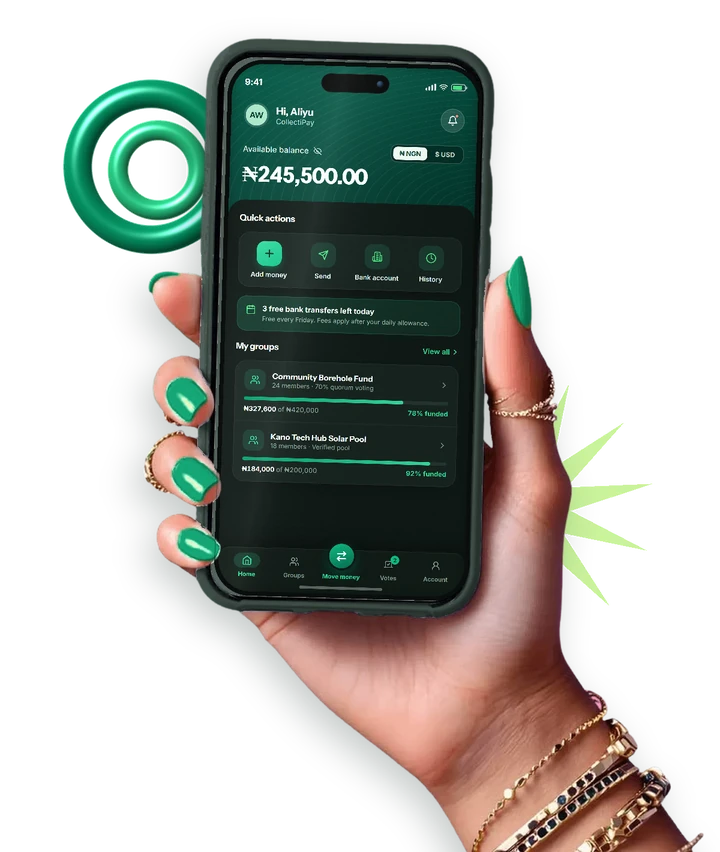 9:41
AW
Hi, Aliyu
CollectiPay
Available balance
₦ NGN
$ USD
₦245,500.00
Quick actions
Add money
Send
Bank account
History
3 free bank transfers left today
Free every Friday. Fees apply after your daily allowance.
My groups
View all
Community Borehole Fund
24 members · 70% quorum voting
₦327,600 of ₦420,000
78% funded
Kano Tech Hub Solar Pool
18 members · Verified pool
₦184,000 of ₦200,000
92% funded
Home
Groups
Move money
Votes
Account